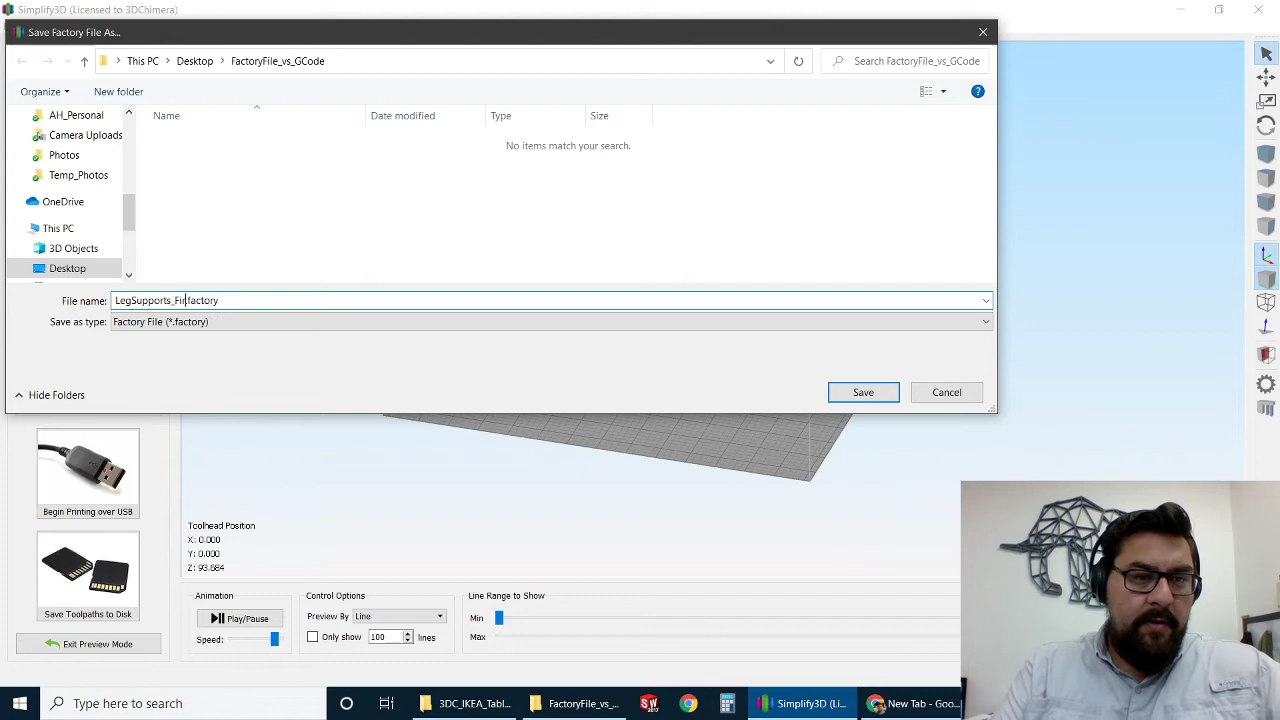 Simplify3D (Licensed to 3DChimera)
Save Factory File As...
This PC
Desktop
FactoryFile_vs_GCode
Search FactoryFile_vs_GCode
Organize
New folder
AH_Personal
Camera Uploads
Photos
Temp_Photos
OneDrive
This PC
3D Objects
Desktop
Name
Date modified
Type
Size
No items match your search.
File name:
LegSupports_Fir.factory
Save as type:
Factory File (*.factory)
Hide Folders
Save
Cancel
Begin Printing over USB
Save Toolpaths to Disk
Exit Preview Mode
Toolhead Position
X: 0.000
Y: 0.000
Z: 93.684
Animation
Play/Pause
Speed:
Control Options
Preview By
Line
Only show
100
lines
Line Range to Show
Min
Max
Type here to search
3DC_IKEA_Tabl...
FactoryFile_vs_...
SW
2017
Simplify3D (Li...
New Tab - Goo...